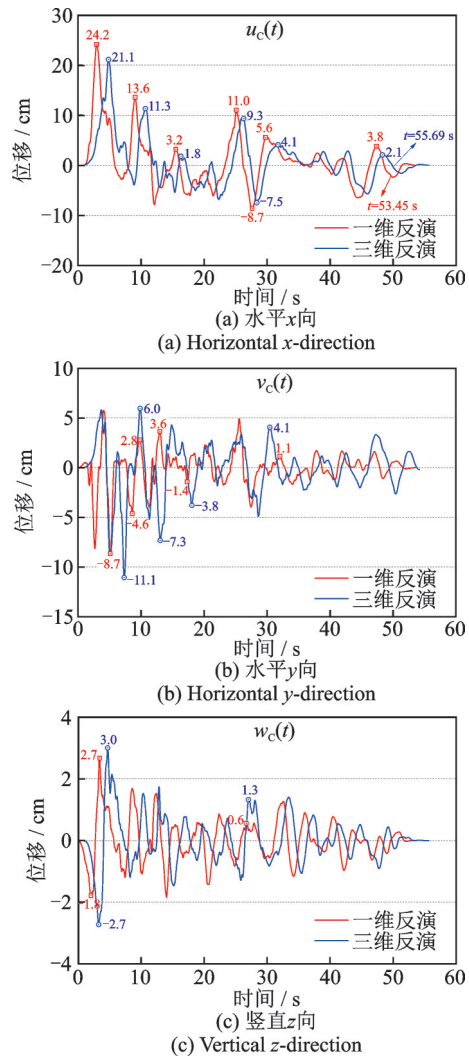 u_C(t)
30
20
10
0
−10
−20
位移 / cm
24.2
21.1
13.6
11.3
3.2
1.8
11.0
9.3
−8.7
−7.5
5.6
4.1
3.8
2.1
t=55.69 s
t=53.45 s
一维反演
三维反演
0 10 20 30 40 50 60
时间 / s
(a) 水平x向
(a) Horizontal x-direction
v_C(t)
10
5
0
−5
−10
−15
位移 / cm
6.0
2.8
3.6
−4.6
−8.7
−11.1
−7.3
−1.4
−3.8
4.1
1.1
一维反演
三维反演
0 10 20 30 40 50 60
时间 / s
(b) 水平y向
(b) Horizontal y-direction
w_C(t)
4
2
0
−2
−4
位移 / cm
2.7
3.0
−1.8
−2.7
0.6
1.3
一维反演
三维反演
0 10 20 30 40 50 60
时间 / s
(c) 竖直z向
(c) Vertical z-direction